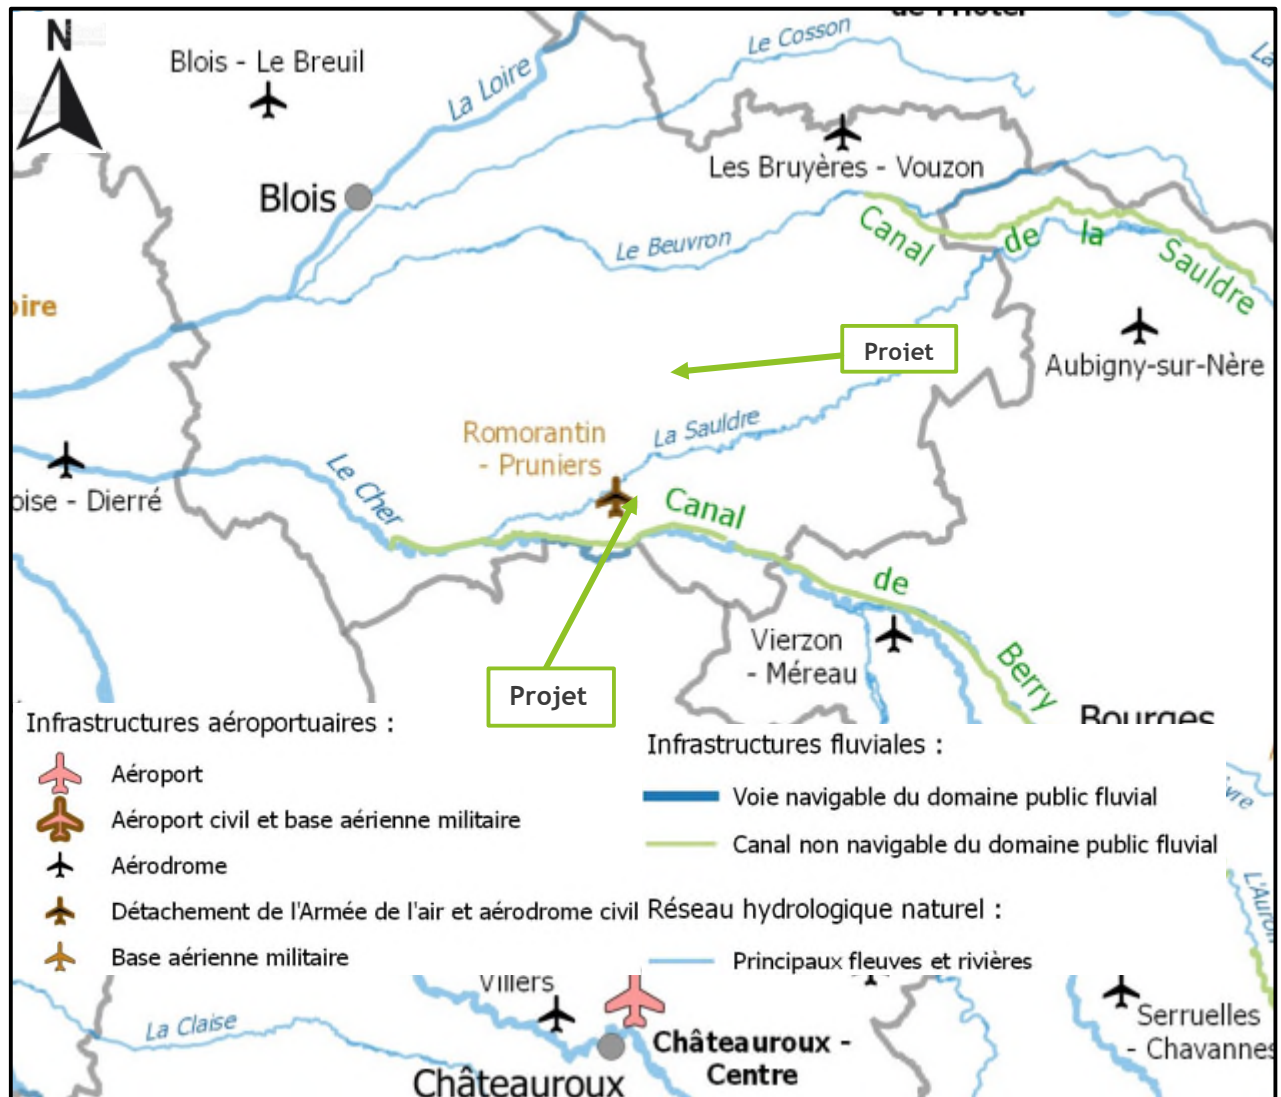 N
de l'Hôtel
Le Cosson
La
Blois - Le Breuil
La Loire
Les Bruyères - Vouzon
Blois
Le Beuvron
Canal
de
la
Sauldre
oire
Projet
Aubigny-sur-Nère
Romorantin
- Pruniers
La Sauldre
Le Cher
oise - Dierré
Canal
de
Berry
Vierzon
- Méreau
Projet
Bourges
Infrastructures aéroportuaires :
Aéroport
Aéroport civil et base aérienne militaire
Aérodrome
Détachement de l'Armée de l'air et aérodrome civil
Base aérienne militaire
Infrastructures fluviales :
Voie navigable du domaine public fluvial
Canal non navigable du domaine public fluvial
Réseau hydrologique naturel :
Principaux fleuves et rivières
L'Auron
Villers
La Claise
Châteauroux -
Centre
Châteauroux
Serruelles
- Chavannes